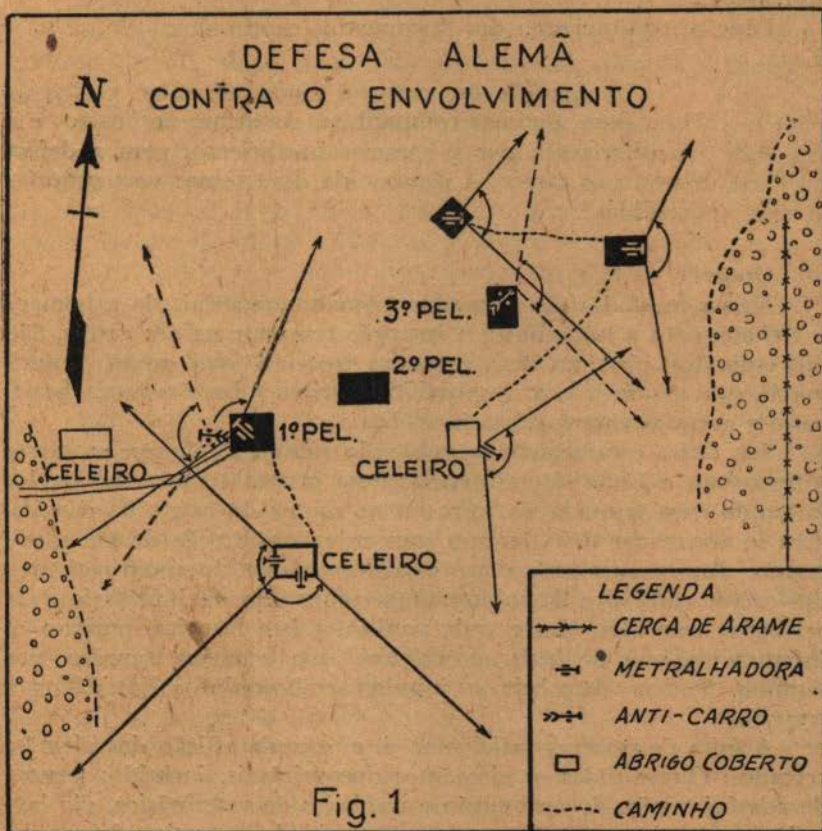 DEFESA ALEMÃ
CONTRA O ENVOLVIMENTO.
N
3º PEL.
2º PEL.
1º PEL.
CELEIRO
CELEIRO
CELEIRO
LEGENDA
CERCA DE ARAME
METRALHADORA
ANTI-CARRO
ABRIGO COBERTO
CAMINHO
Fig. 1